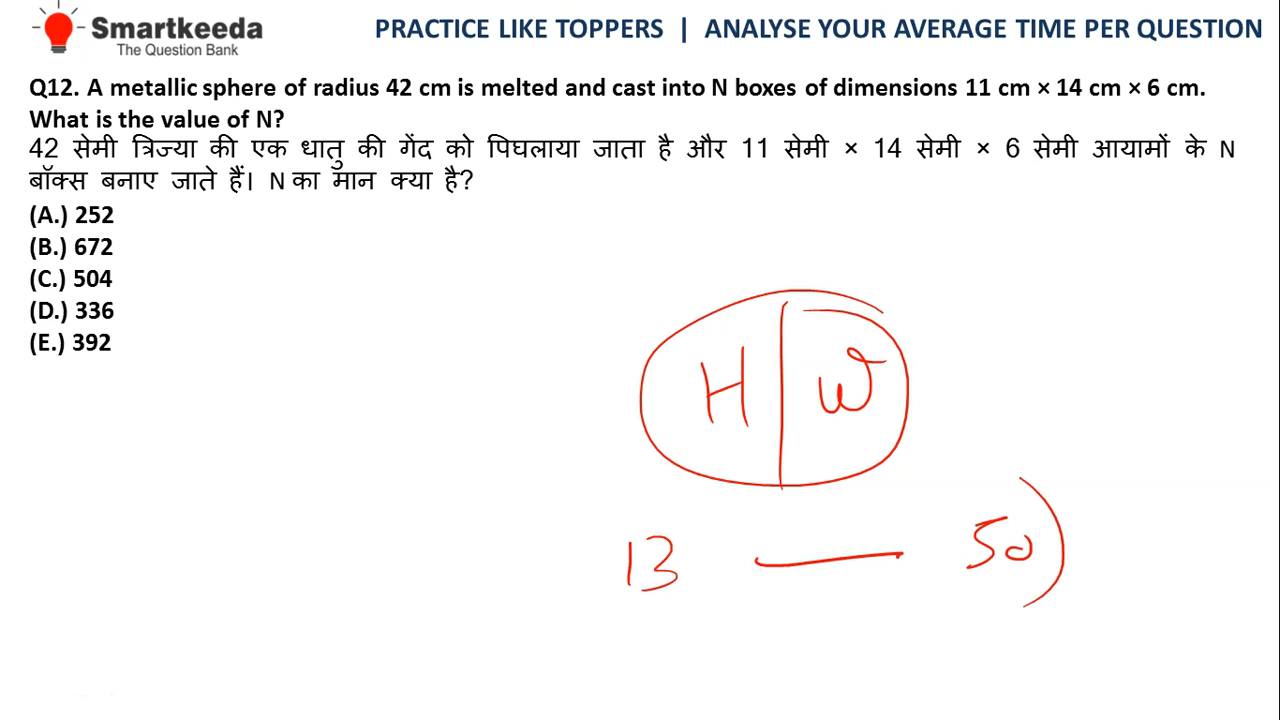 Smartkeeda
The Question Bank
PRACTICE LIKE TOPPERS | ANALYSE YOUR AVERAGE TIME PER QUESTION
Q12. A metallic sphere of radius 42 cm is melted and cast into N boxes of dimensions 11 cm × 14 cm × 6 cm.
What is the value of N?
42 सेमी त्रिज्या की एक धातु की गेंद को पिघलाया जाता है और 11 सेमी × 14 सेमी × 6 सेमी आयामों के N
बॉक्स बनाए जाते हैं। N का मान क्या है?
(A.) 252
(B.) 672
(C.) 504
(D.) 336
(E.) 392
H | W
13 — 50)